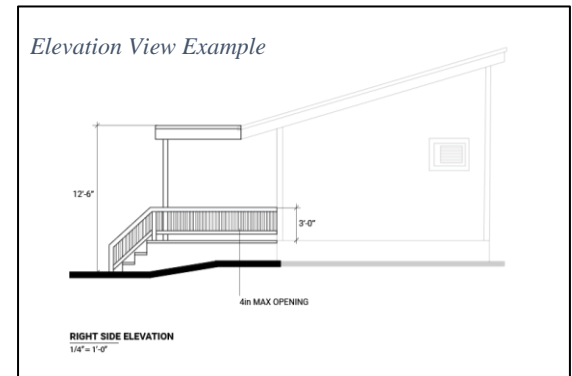 Elevation View Example
12'-6"
3'-0"
4in MAX OPENING
RIGHT SIDE ELEVATION
1/4" = 1'-0"